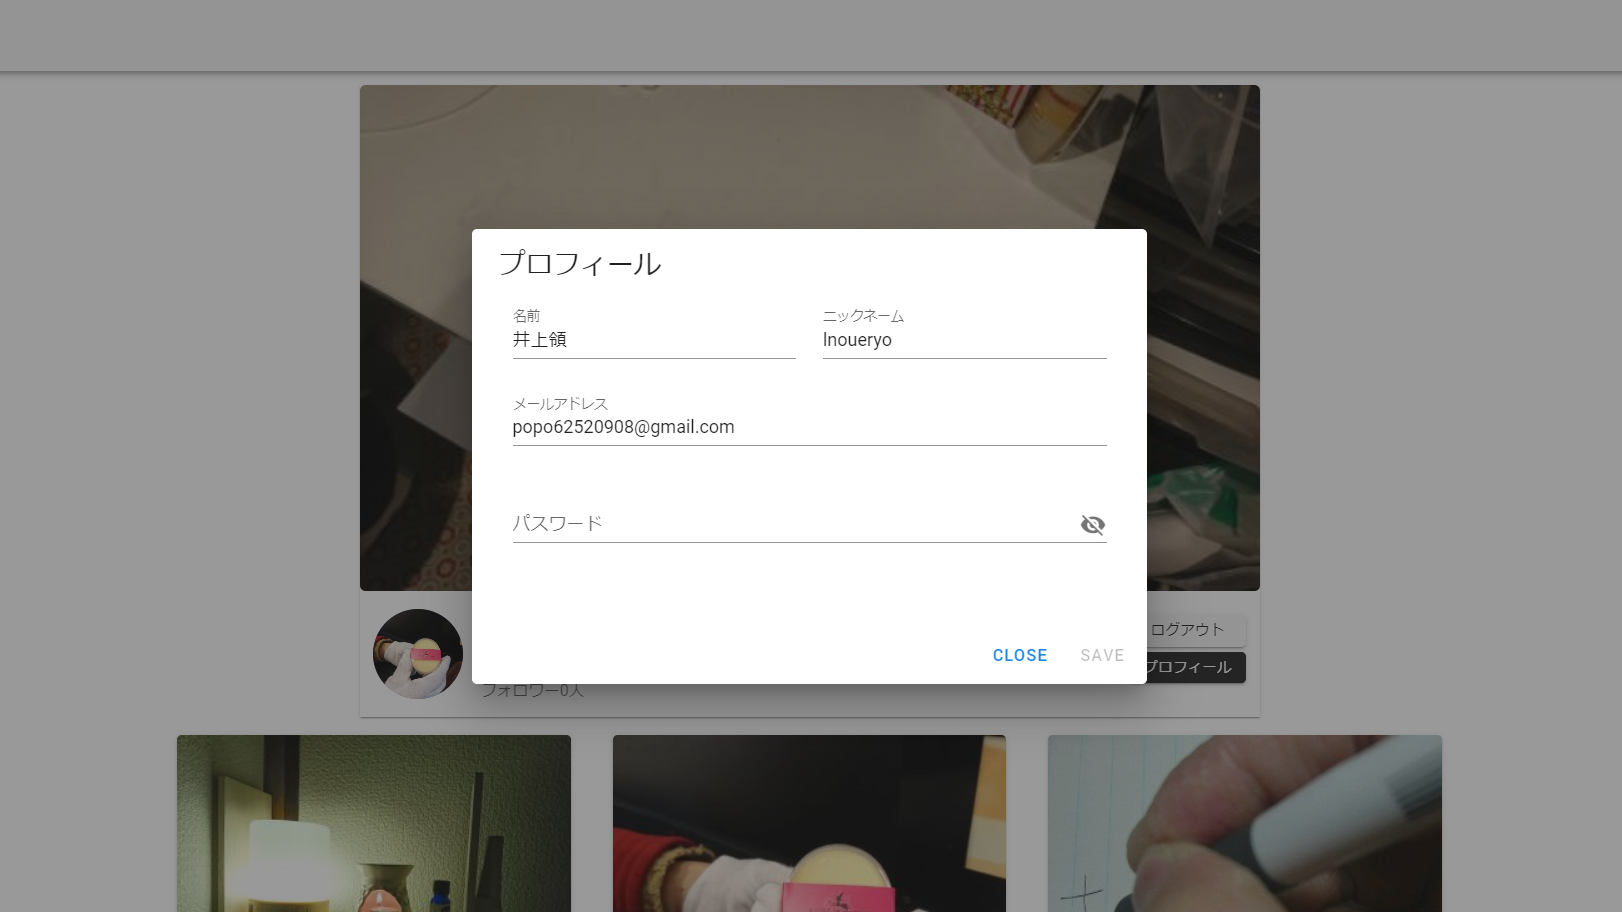 プロフィール
名前
井上領
ニックネーム
Inoueryo
メールアドレス
popo62520908@gmail.com
パスワード
CLOSE
SAVE
ログアウト
プロフィール
フォロワー0人